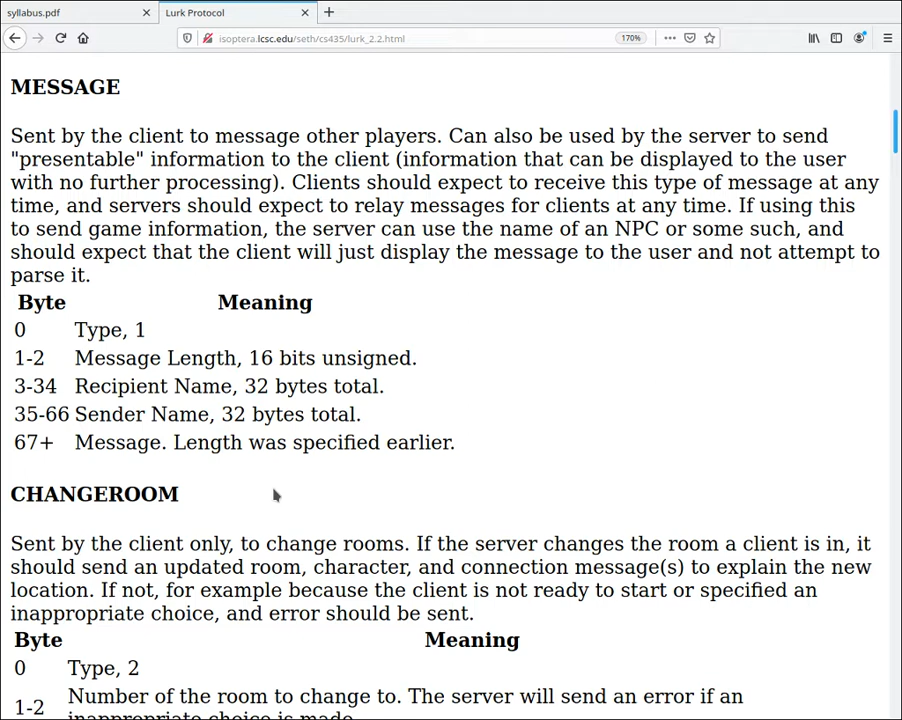 syllabus.pdf
Lurk Protocol
isoptera.lcsc.edu/seth/cs435/lurk_2.2.html
170%
MESSAGE
Sent by the client to message other players. Can also be used by the server to send
"presentable" information to the client (information that can be displayed to the user
with no further processing). Clients should expect to receive this type of message at any
time, and servers should expect to relay messages for clients at any time. If using this
to send game information, the server can use the name of an NPC or some such, and
should expect that the client will just display the message to the user and not attempt to
parse it.
Byte Meaning
0 Type, 1
1-2 Message Length, 16 bits unsigned.
3-34 Recipient Name, 32 bytes total.
35-66 Sender Name, 32 bytes total.
67+ Message. Length was specified earlier.
CHANGEROOM
Sent by the client only, to change rooms. If the server changes the room a client is in, it
should send an updated room, character, and connection message(s) to explain the new
location. If not, for example because the client is not ready to start or specified an
inappropriate choice, and error should be sent.
Byte Meaning
0 Type, 2
1-2 Number of the room to change to. The server will send an error if an
inappropriate choice is made